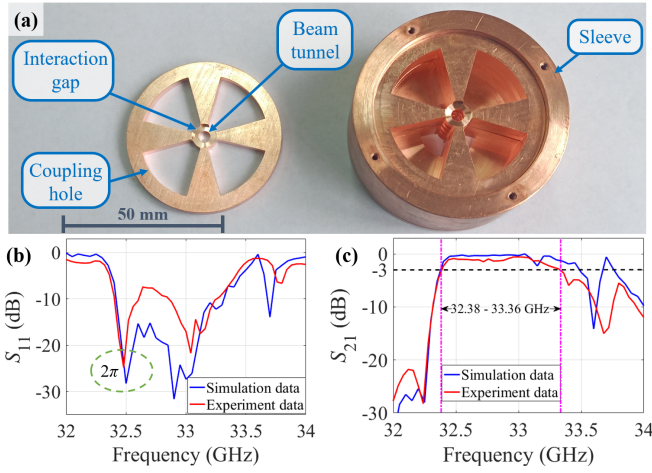 (a)
Interaction
gap
Beam
tunnel
Sleeve
Coupling
hole
50 mm
(b)
0
-10
-20
-30
S11 (dB)
2π
Simulation data
Experiment data
32 32.5 33 33.5 34
Frequency (GHz)
(c)
0
-3
-10
-20
-30
S21 (dB)
32.38 - 33.36 GHz
Simulation data
Experiment data
32 32.5 33 33.5 34
Frequency (GHz)